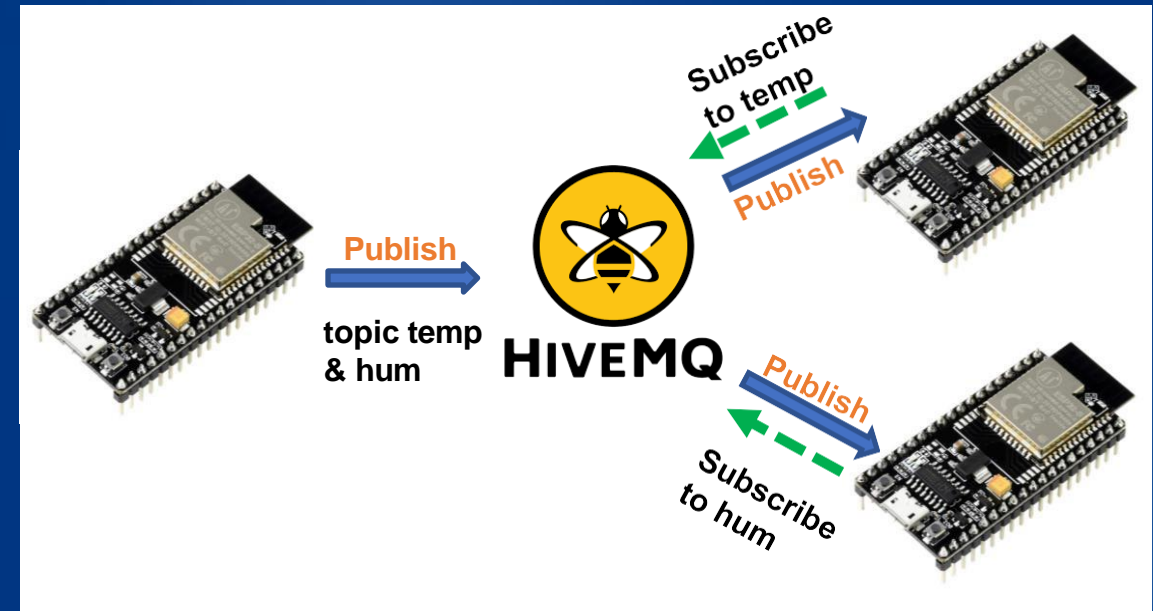 Publish
topic temp
& hum
HIVEMQ
Subscribe
to temp
Publish
Publish
Subscribe
to hum